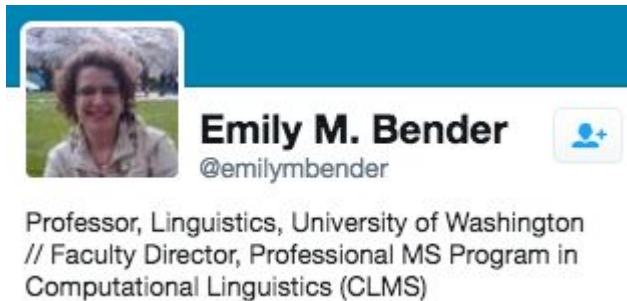 Emily M. Bender
@emilymbender
Professor, Linguistics, University of Washington
// Faculty Director, Professional MS Program in
Computational Linguistics (CLMS)